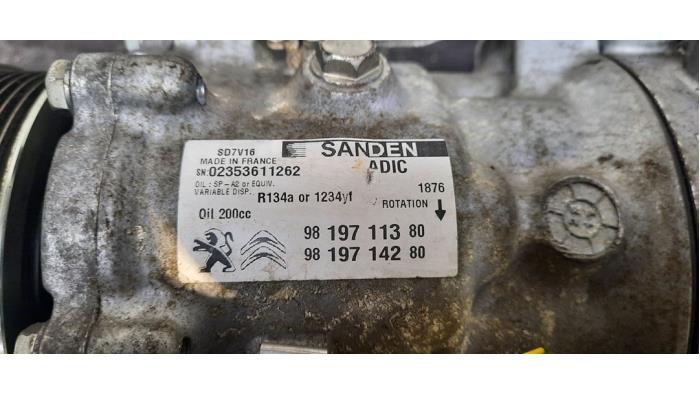 SD7V16 SANDEN
MADE IN FRANCE ADIC
SN:02353611262
OIL : SP-A2 or EQUIV. 1876
VARIABLE DISP. R134a or 1234yf ROTATION
Oil 200cc
98 197 113 80
98 197 142 80